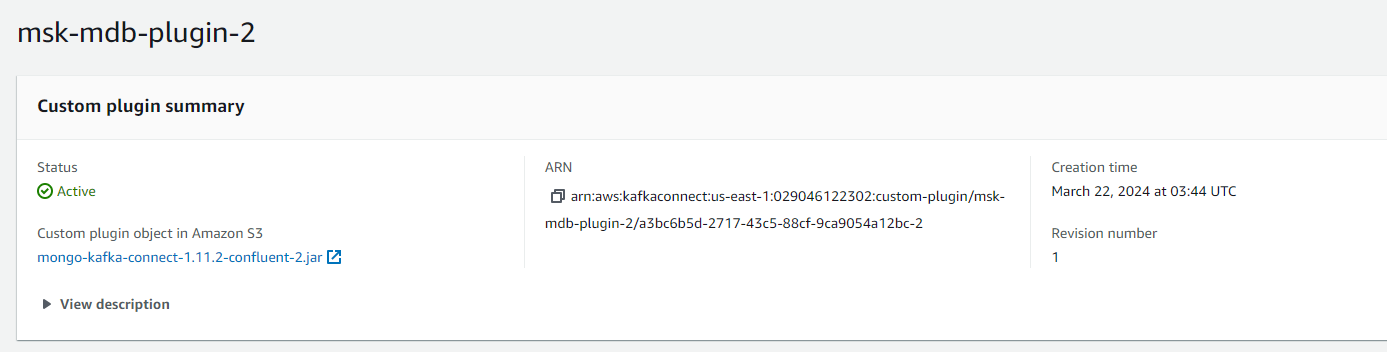 msk-mdb-plugin-2
Custom plugin summary
Status
Active
Custom plugin object in Amazon S3
mongo-kafka-connect-1.11.2-confluent-2.jar
View description
ARN
arn:aws:kafkaconnect:us-east-1:029046122302:custom-plugin/msk-
mdb-plugin-2/a3bc6b5d-2717-43c5-88cf-9ca9054a12bc-2
Creation time
March 22, 2024 at 03:44 UTC
Revision number
1